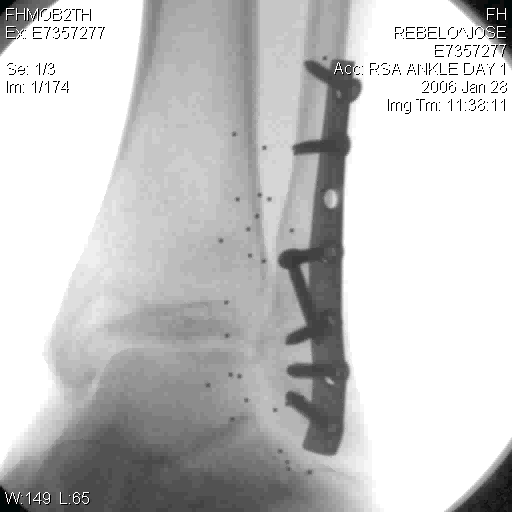 FHMOB2TH
Ex: E7357277
Se: 1/3
Im: 1/174
FH
REBELO^JOSE
E7357277
Acc: RSA ANKLE DAY 1
2006 Jan 28
Img Tm: 11:38:11
W:149 L:65